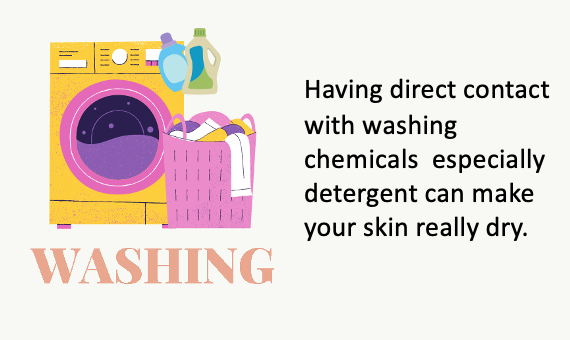 Having direct contact
with washing
chemicals  especially
detergent can make
your skin really dry.
WASHING